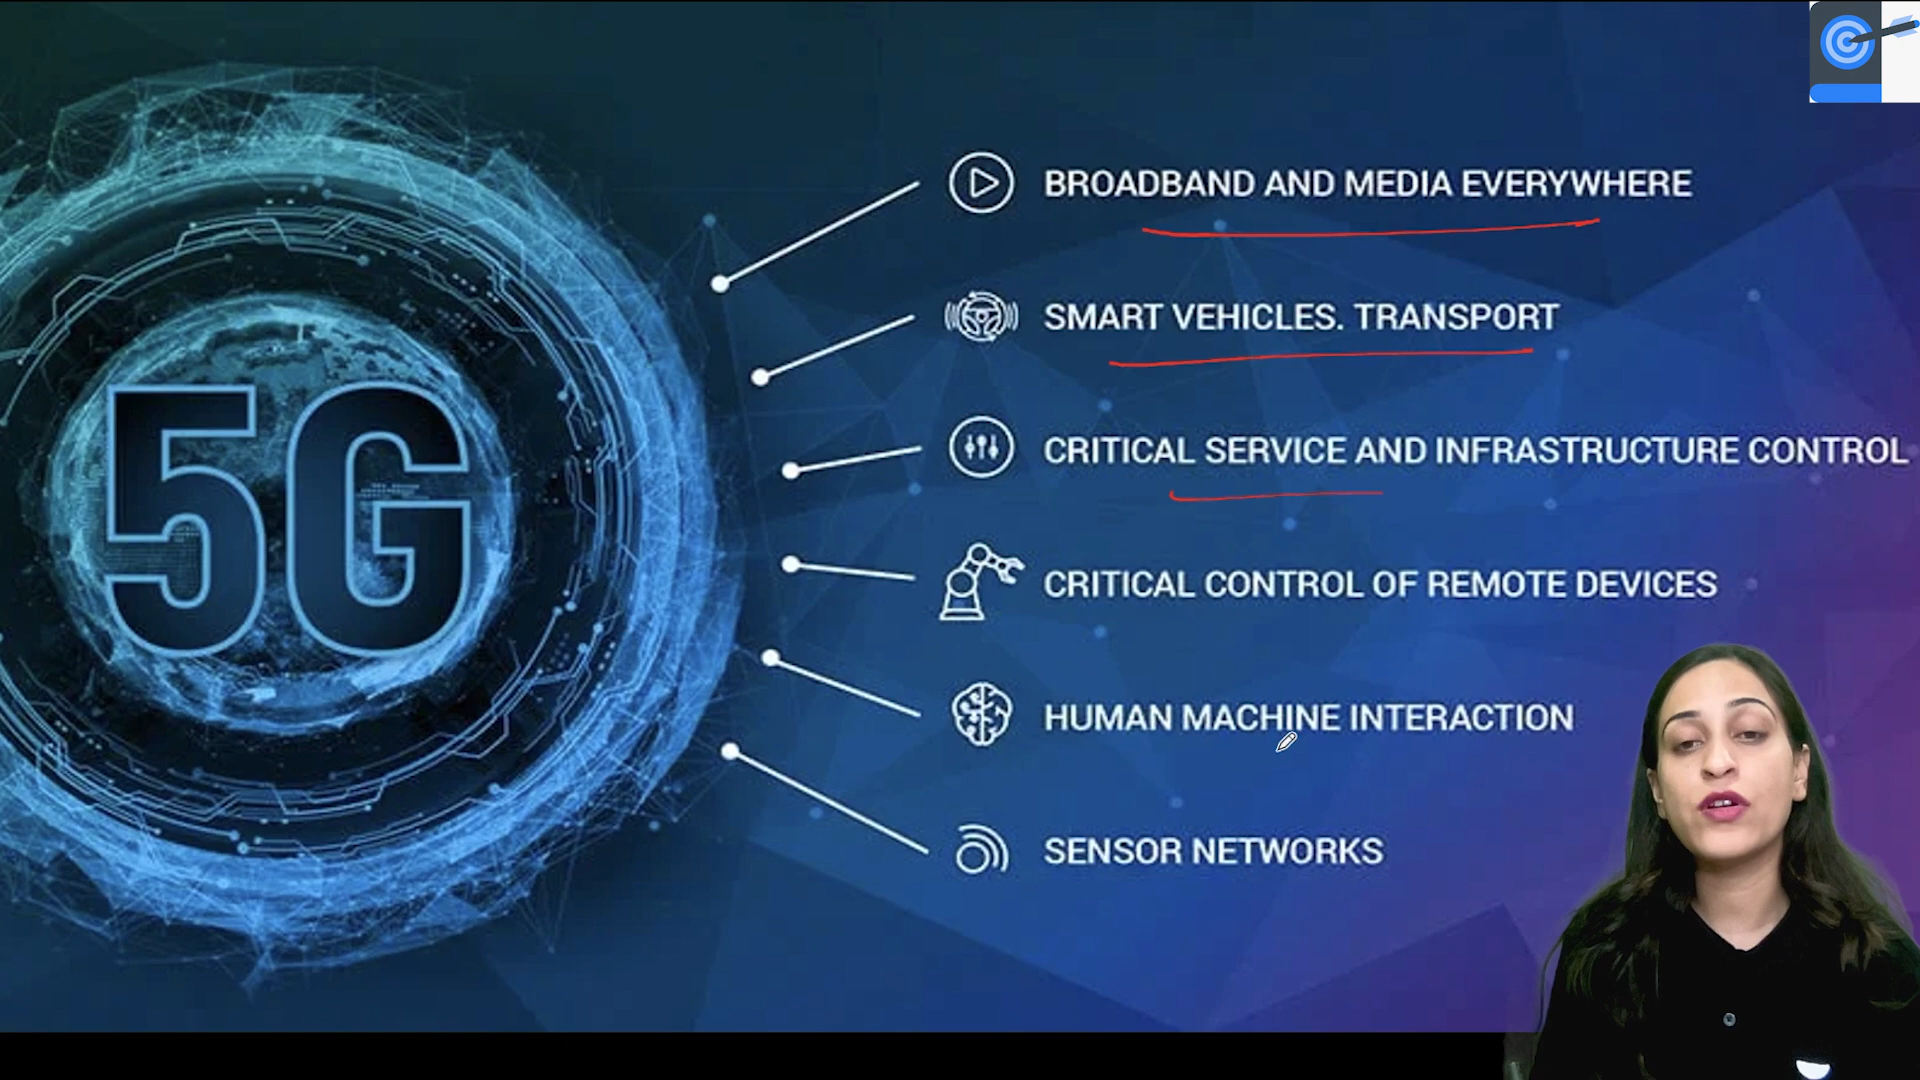 5G
BROADBAND AND MEDIA EVERYWHERE
SMART VEHICLES. TRANSPORT
CRITICAL SERVICE AND INFRASTRUCTURE CONTROL
CRITICAL CONTROL OF REMOTE DEVICES
HUMAN MACHINE INTERACTION
SENSOR NETWORKS